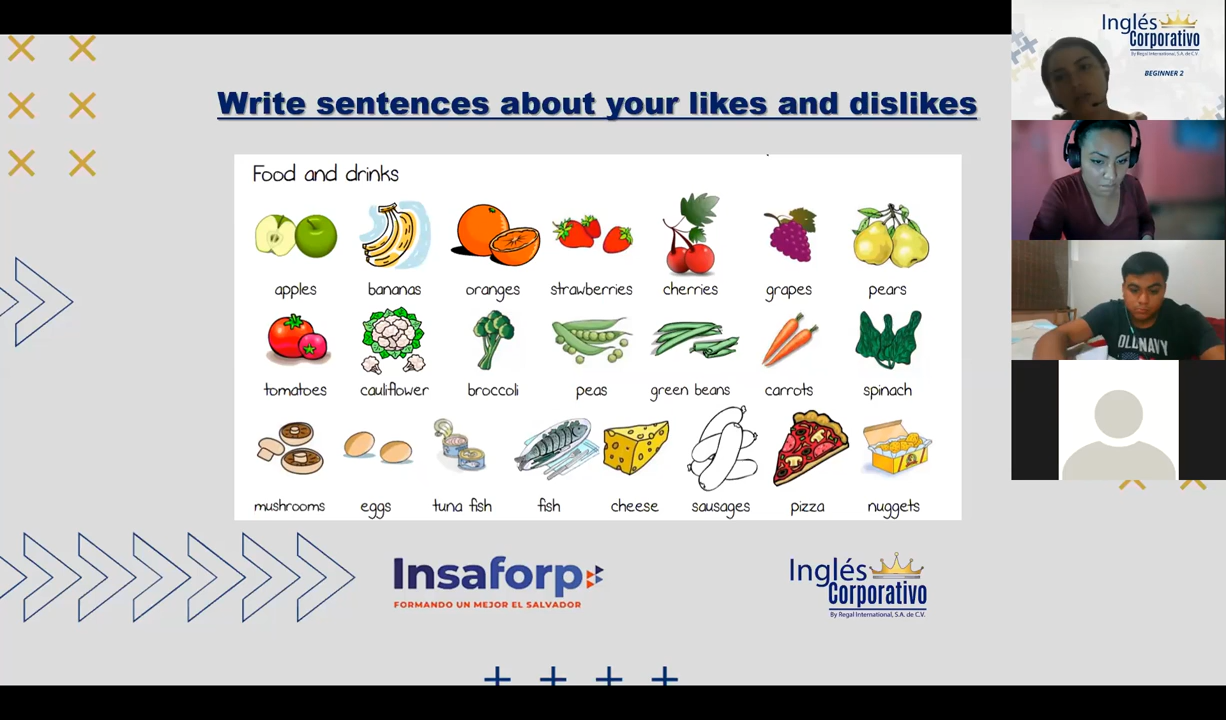 Write sentences about your likes and dislikes
Food and drinks
apples bananas oranges strawberries cherries grapes pears
tomatoes cauliflower broccoli peas green beans carrots spinach
mushrooms eggs tuna fish fish cheese sausages pizza nuggets
Insaforp
FORMANDO UN MEJOR EL SALVADOR
Inglés
Corporativo
By Regal International, S.A. de C.V.
Inglés
Corporativo
By Regal International, S.A. de C.V.
BEGINNER 2
OLD NAVY